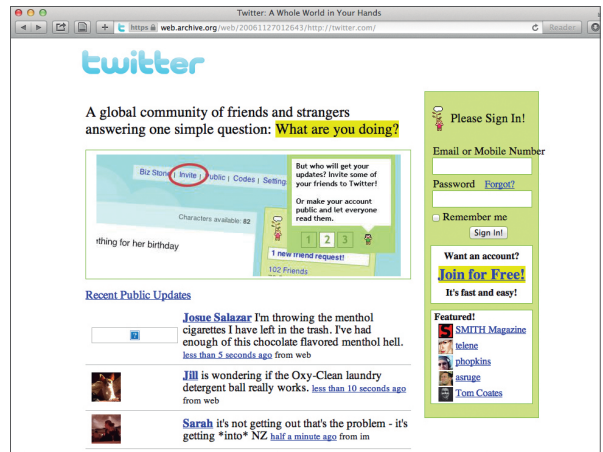 Twitter: A Whole World in Your Hands
https web.archive.org/web/20061127012643/http://twitter.com/
Reader
twitter
A global community of friends and strangers
answering one simple question: What are you doing?
Biz Stone | Invite | Public | Codes | Settings
Characters available: 82
ything for her birthday
But who will get your
updates? Invite some of
your friends to Twitter!
Or make your account
public and let everyone
read them.
1 2 3
1 new friend request!
102 Friends
Recent Public Updates
Josue Salazar I'm throwing the menthol
cigarettes I have left in the trash. I've had
enough of this chocolate flavored menthol hell.
less than 5 seconds ago from web
Jill is wondering if the Oxy-Clean laundry
detergent ball really works. less than 10 seconds ago
from web
Sarah it's not getting out that's the problem - it's
getting *into* NZ half a minute ago from im
Please Sign In!
Email or Mobile Number
Password Forgot?
Remember me
Sign In!
Want an account?
Join for Free!
It's fast and easy!
Featured!
SMITH Magazine
telene
phopkins
asruge
Tom Coates